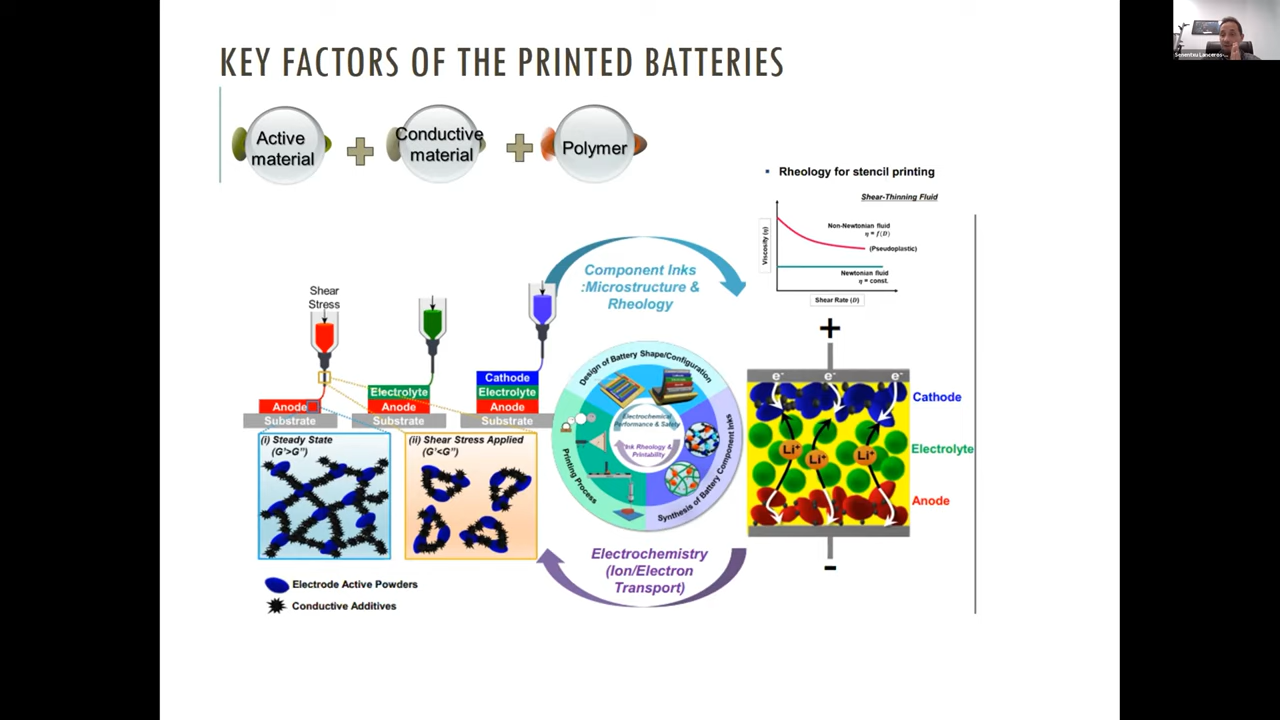 KEY FACTORS OF THE PRINTED BATTERIES
Active
material
Conductive
material
Polymer
▪ Rheology for stencil printing
Shear-Thinning Fluid
Viscosity (η)
Non-Newtonian fluid
η = f(D)
(Pseudoplastic)
Newtonian fluid
η = const.
Shear Rate (D)
Component Inks
:Microstructure &
Rheology
Shear
Stress
Anode
Substrate
Electrolyte
Anode
Substrate
Cathode
Electrolyte
Anode
Substrate
(i) Steady State
(G'>G'')
(ii) Shear Stress Applied
(G'<G'')
Electrode Active Powders
Conductive Additives
Design of Battery Shape/Configuration
Synthesis of Battery Component Inks
Printing Process
Electrochemical
Performance & Safety
Ink Rheology &
Printability
Electrochemistry
(Ion/Electron
Transport)
+
e⁻ e⁻ e⁻
Cathode
Li⁺ Li⁺ Li⁺
Electrolyte
Anode
-